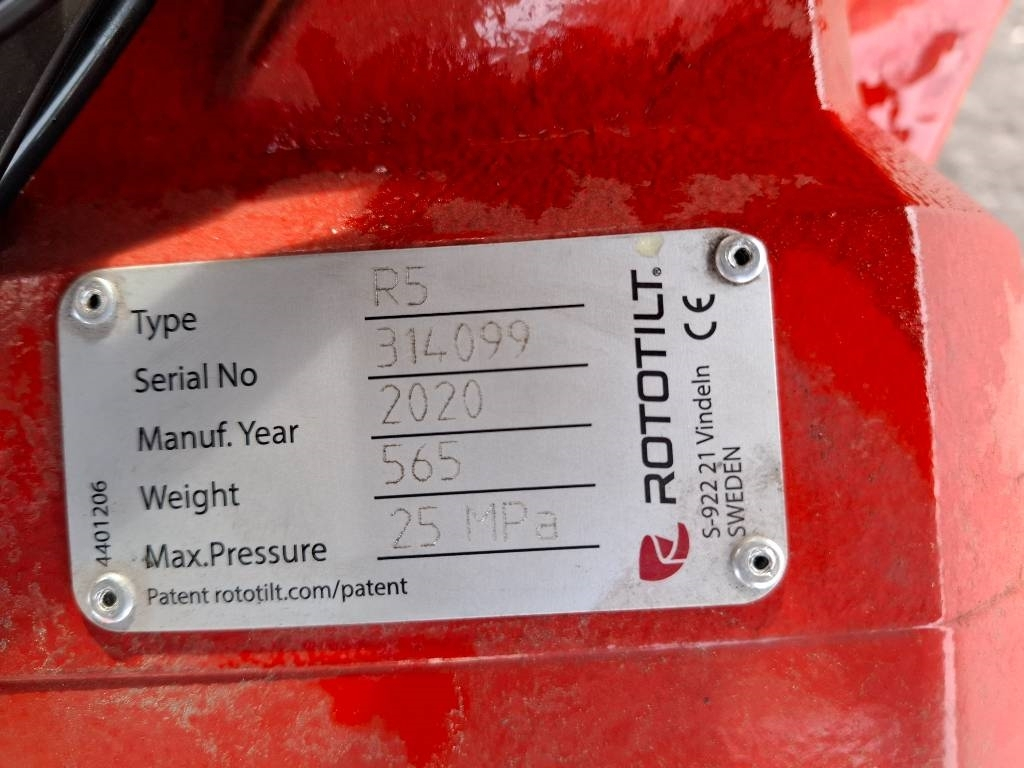 Type R5
Serial No 314099
Manuf. Year 2020
Weight 565
Max.Pressure 25 MPa
Patent rototilt.com/patent
4401206
ROTOTILT®
CE
S-922 21 Vindeln
SWEDEN